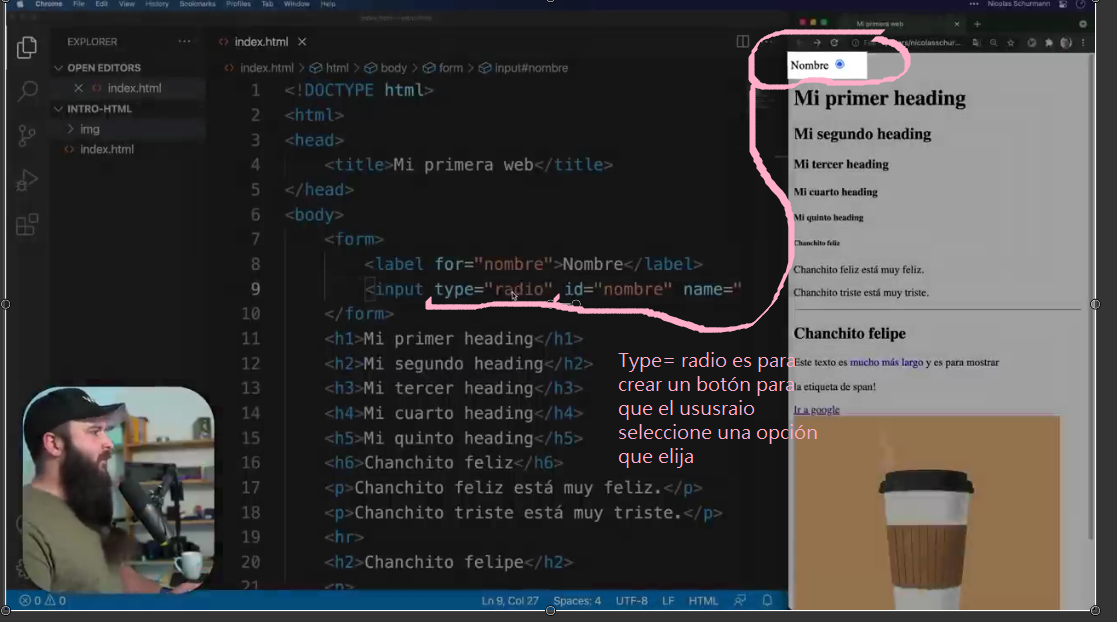 Chrome File Edit View History Bookmarks Profiles Tab Window Help
Nicolas Schurmann
EXPLORER
OPEN EDITORS
index.html
INTRO-HTML
img
index.html
index.html
index.html > html > body > form > input#nombre
1 <!DOCTYPE html>
2 <html>
3 <head>
4 <title>Mi primera web</title>
5 </head>
6 <body>
7 <form>
8 <label for="nombre">Nombre</label>
9 <input type="radio" id="nombre" name="
10 </form>
11 <h1>Mi primer heading</h1>
12 <h2>Mi segundo heading</h2>
13 <h3>Mi tercer heading</h3>
14 <h4>Mi cuarto heading</h4>
15 <h5>Mi quinto heading</h5>
16 <h6>Chanchito feliz</h6>
17 <p>Chanchito feliz está muy feliz.</p>
18 <p>Chanchito triste está muy triste.</p>
19 <hr>
20 <h2>Chanchito felipe</h2>
21 <p>
Type= radio es para
crear un botón para
que el ususraio
seleccione una opción
que elija
0 0
Ln 9, Col 27 Spaces: 4 UTF-8 LF HTML
Mi primera web
/nicolasschur...
Nombre
Mi primer heading
Mi segundo heading
Mi tercer heading
Mi cuarto heading
Mi quinto heading
Chanchito feliz
Chanchito feliz está muy feliz.
Chanchito triste está muy triste.
Chanchito felipe
Este texto es mucho más largo y es para mostrar
la etiqueta de span!
Ir a google